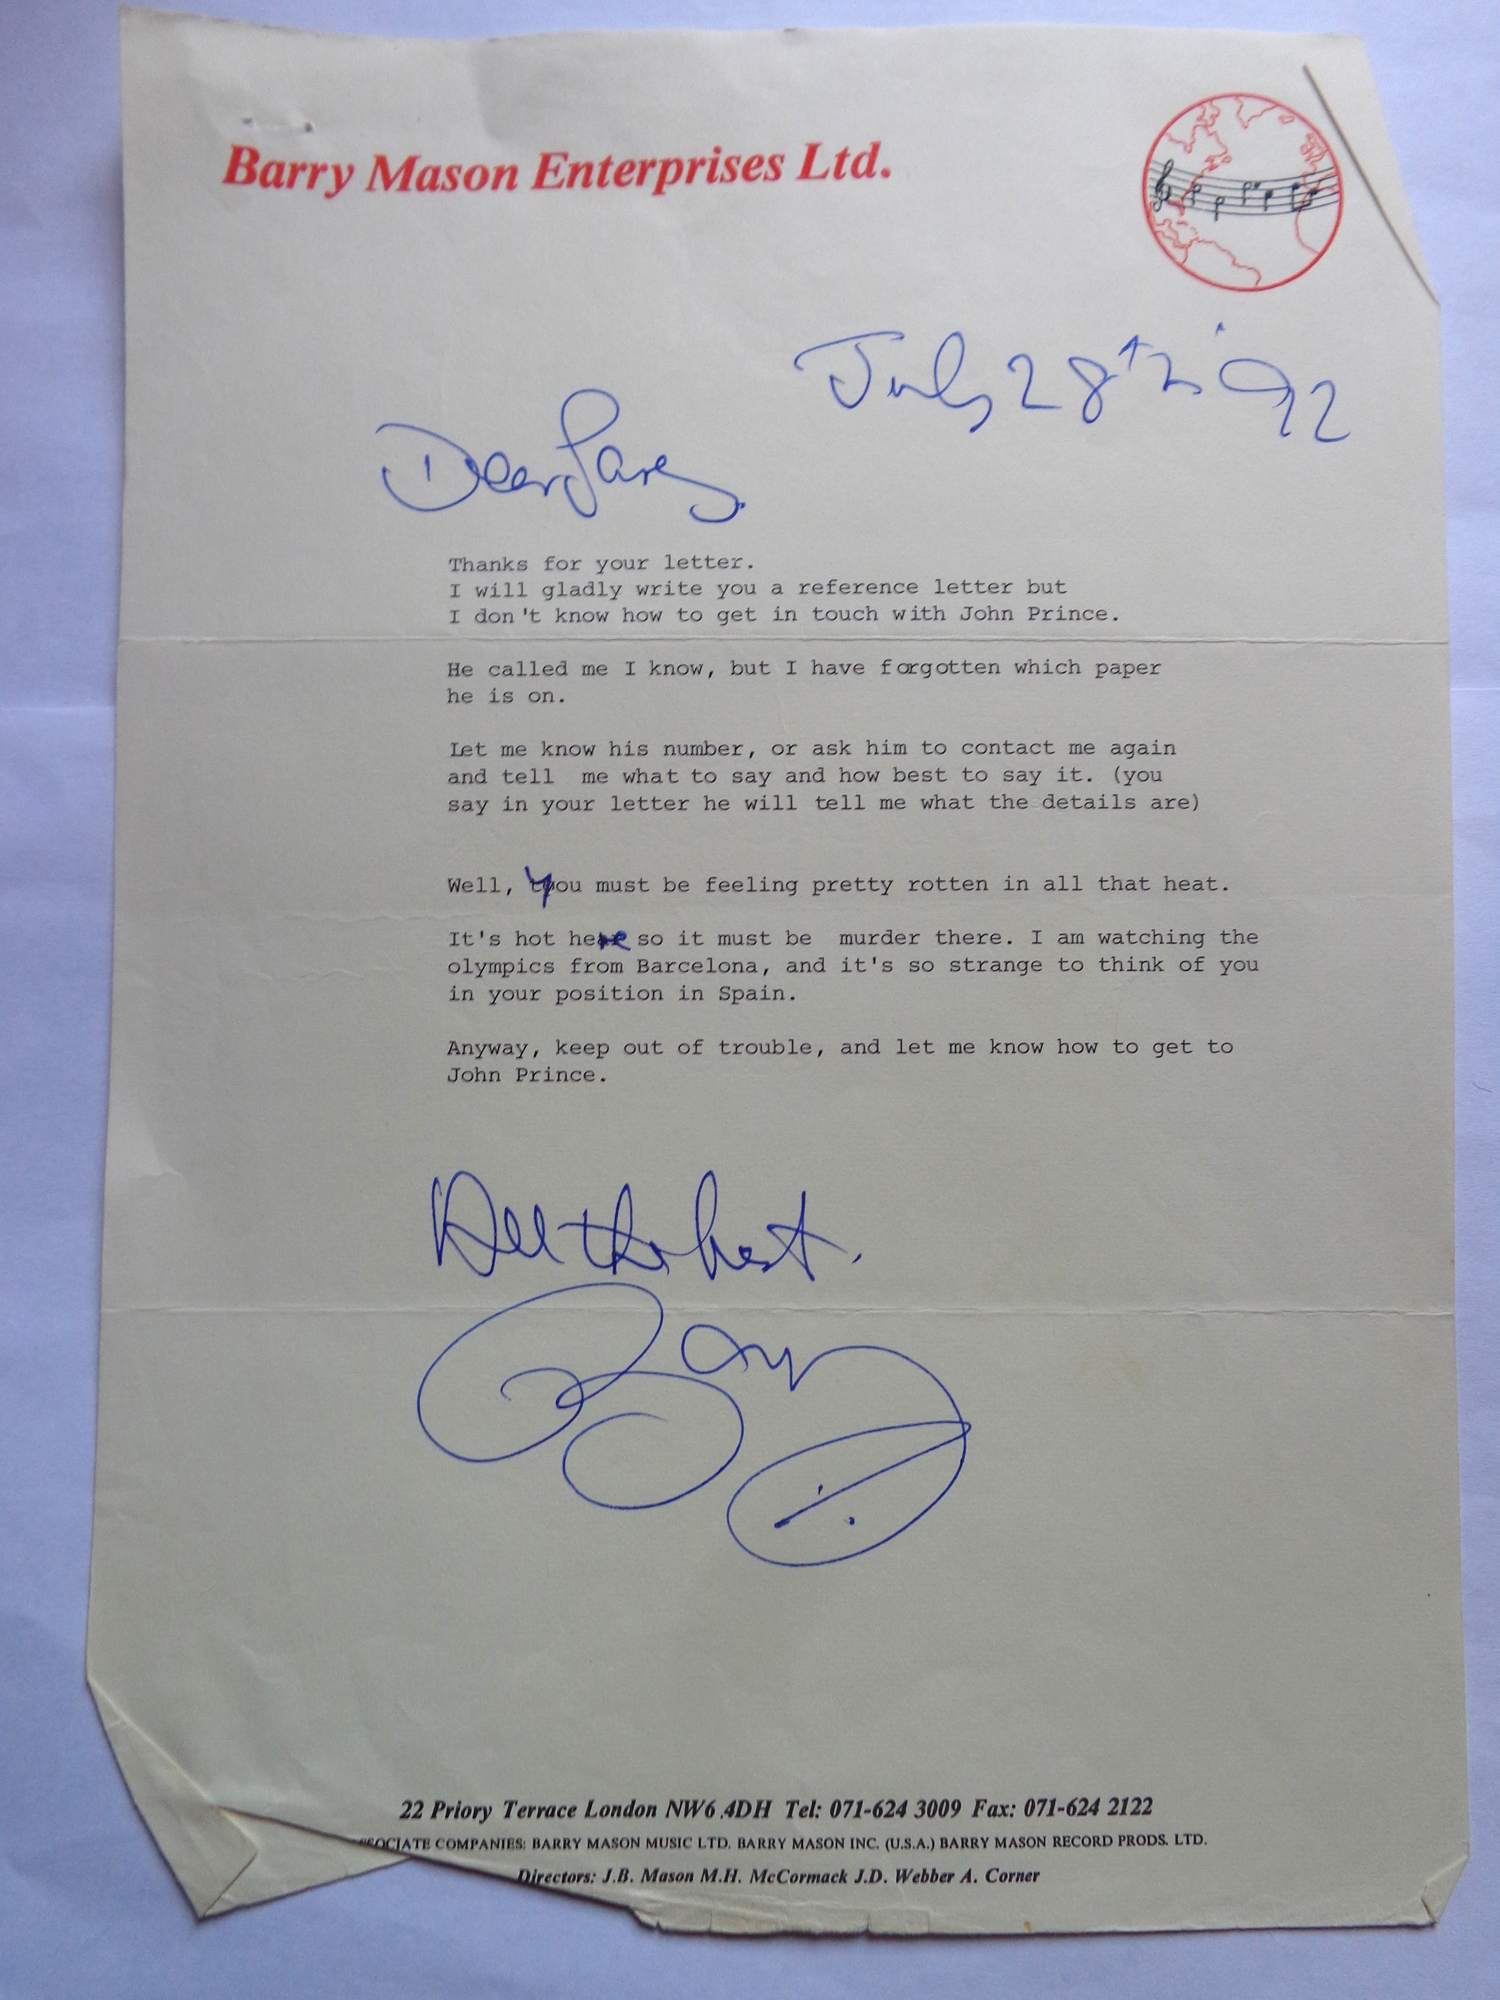 Barry Mason Enterprises Ltd.
July 28th '92
Dear
Thanks for your letter.
I will gladly write you a reference letter but
I don't know how to get in touch with John Prince.
He called me I know, but I have forgotten which paper
he is on.
Let me know his number, or ask him to contact me again
and tell me what to say and how best to say it. (you
say in your letter he will tell me what the details are)
Well, you must be feeling pretty rotten in all that heat.
It's hot here so it must be murder there. I am watching the
olympics from Barcelona, and it's so strange to think of you
in your position in Spain.
Anyway, keep out of trouble, and let me know how to get to
John Prince.
All the best.
Barry
22 Priory Terrace London NW6 4DH Tel: 071-624 3009 Fax: 071-624 2122
SOCIATE COMPANIES: BARRY MASON MUSIC LTD. BARRY MASON INC. (U.S.A.) BARRY MASON RECORD PRODS. LTD.
Directors: J.B. Mason M.H. McCormack J.D. Webber A. Corner